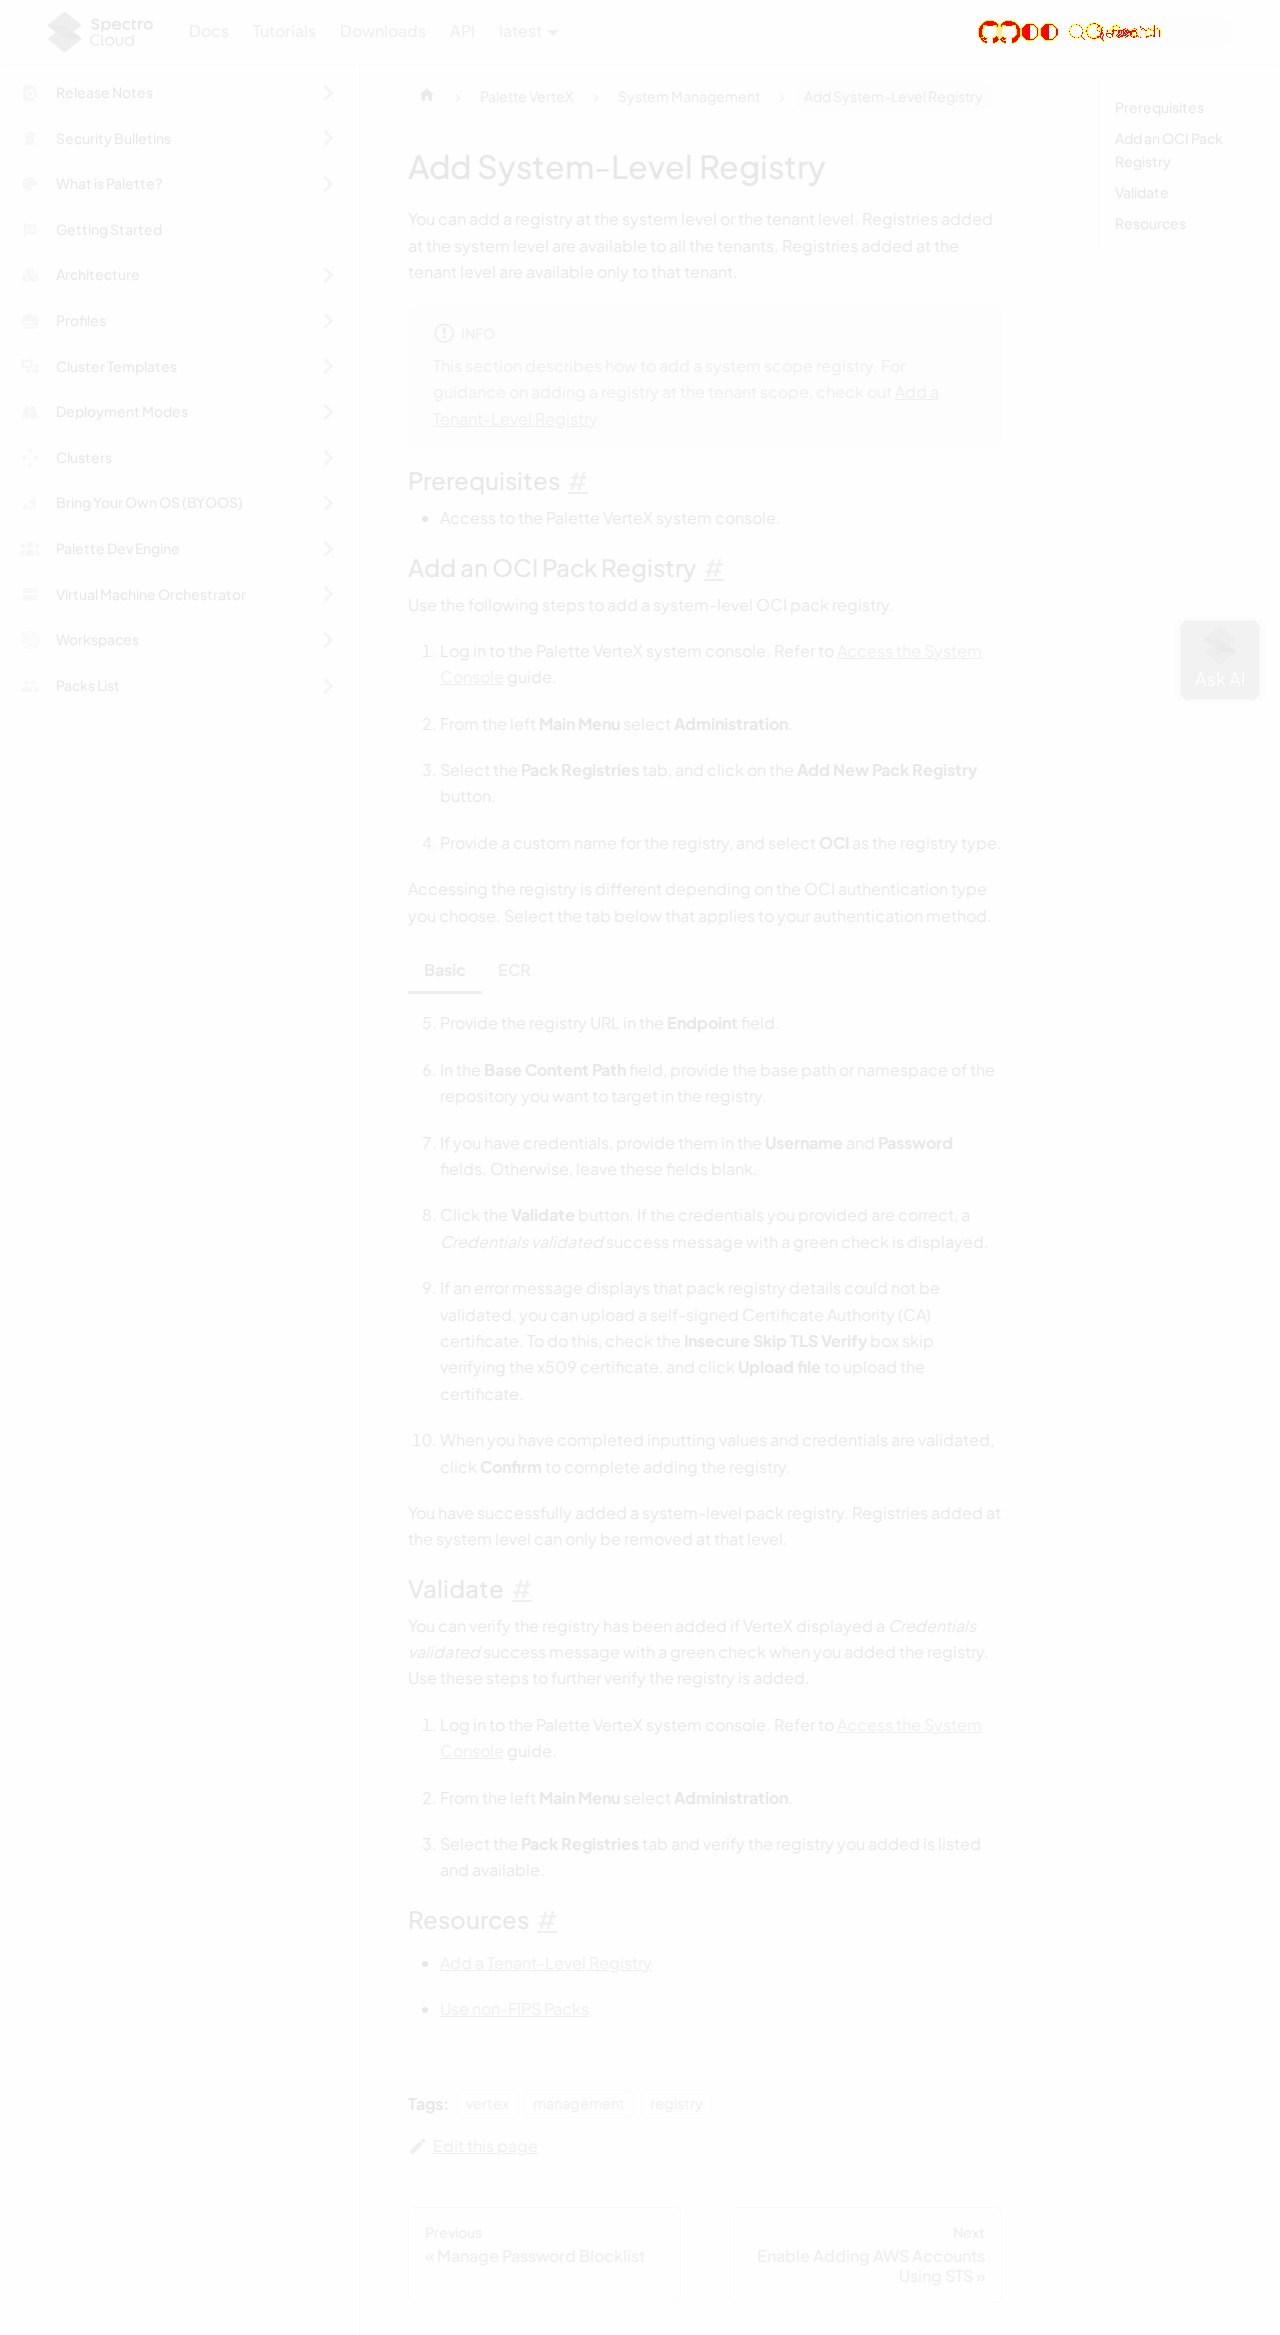 Spectro
Cloud
Docs
Tutorials
Downloads
API
latest
Release Notes
Security Bulletins
What is Palette?
Getting Started
Architecture
Profiles
Cluster Templates
Deployment Modes
Clusters
Bring Your Own OS (BYOOS)
Palette Dev Engine
Virtual Machine Orchestrator
Workspaces
Packs List
Palette VerteX
System Management
Add System-Level Registry
Add System-Level Registry
You can add a registry at the system level or the tenant level. Registries added
at the system level are available to all the tenants. Registries added at the
tenant level are available only to that tenant.
INFO
This section describes how to add a system scope registry. For
guidance on adding a registry at the tenant scope, check out Add a
Tenant-Level Registry.
Prerequisites #
Access to the Palette VerteX system console.
Add an OCI Pack Registry #
Use the following steps to add a system-level OCI pack registry.
1. Log in to the Palette VerteX system console. Refer to Access the System
Console guide.
2. From the left Main Menu select Administration.
3. Select the Pack Registries tab, and click on the Add New Pack Registry
button.
4. Provide a custom name for the registry, and select OCI as the registry type.
Accessing the registry is different depending on the OCI authentication type
you choose. Select the tab below that applies to your authentication method.
Basic
ECR
5. Provide the registry URL in the Endpoint field.
6. In the Base Content Path field, provide the base path or namespace of the
repository you want to target in the registry.
7. If you have credentials, provide them in the Username and Password
fields. Otherwise, leave these fields blank.
8. Click the Validate button. If the credentials you provided are correct, a
Credentials validated success message with a green check is displayed.
9. If an error message displays that pack registry details could not be
validated, you can upload a self-signed Certificate Authority (CA)
certificate. To do this, check the Insecure Skip TLS Verify box skip
verifying the x509 certificate, and click Upload file to upload the
certificate.
10. When you have completed inputting values and credentials are validated,
click Confirm to complete adding the registry.
You have successfully added a system-level pack registry. Registries added at
the system level can only be removed at that level.
Validate #
You can verify the registry has been added if VerteX displayed a Credentials
validated success message with a green check when you added the registry.
Use these steps to further verify the registry is added.
1. Log in to the Palette VerteX system console. Refer to Access the System
Console guide.
2. From the left Main Menu select Administration.
3. Select the Pack Registries tab and verify the registry you added is listed
and available.
Resources #
Add a Tenant-Level Registry
Use non-FIPS Packs
Tags: vertex management registry
Edit this page
Previous
« Manage Password Blocklist
Next
Enable Adding AWS Accounts
Using STS »
Prerequisites
Add an OCI Pack
Registry
Validate
Resources
Ask AI